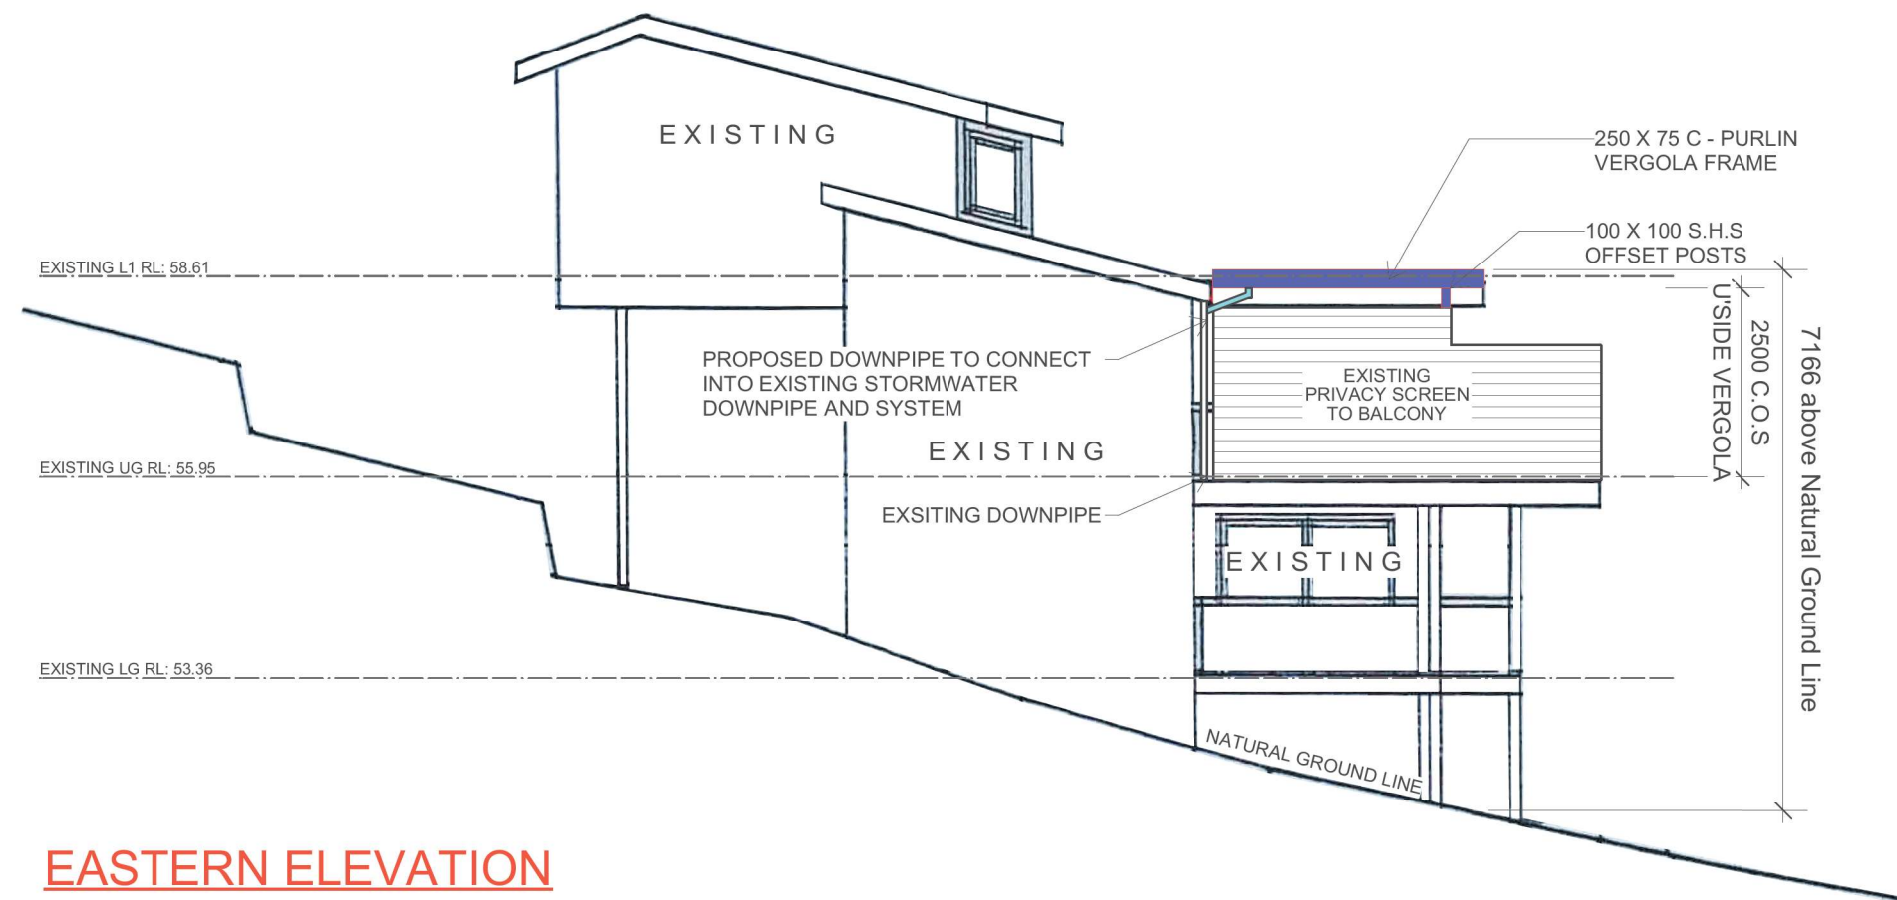 EXISTING
250 X 75 C - PURLIN
VERGOLA FRAME
100 X 100 S.H.S
OFFSET POSTS
EXISTING L1 RL: 58.61
U'SIDE VERGOLA
2500 C.O.S
7166 above Natural Ground Line
PROPOSED DOWNPIPE TO CONNECT
INTO EXISTING STORMWATER
DOWNPIPE AND SYSTEM
EXISTING
PRIVACY SCREEN
TO BALCONY
EXISTING
EXISTING UG RL: 55.95
EXSITING DOWNPIPE
EXISTING
EXISTING LG RL: 53.36
NATURAL GROUND LINE
EASTERN ELEVATION